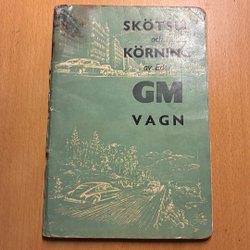 SKÖTSEL
och
KÖRNING
av Eder
GM
VAGN